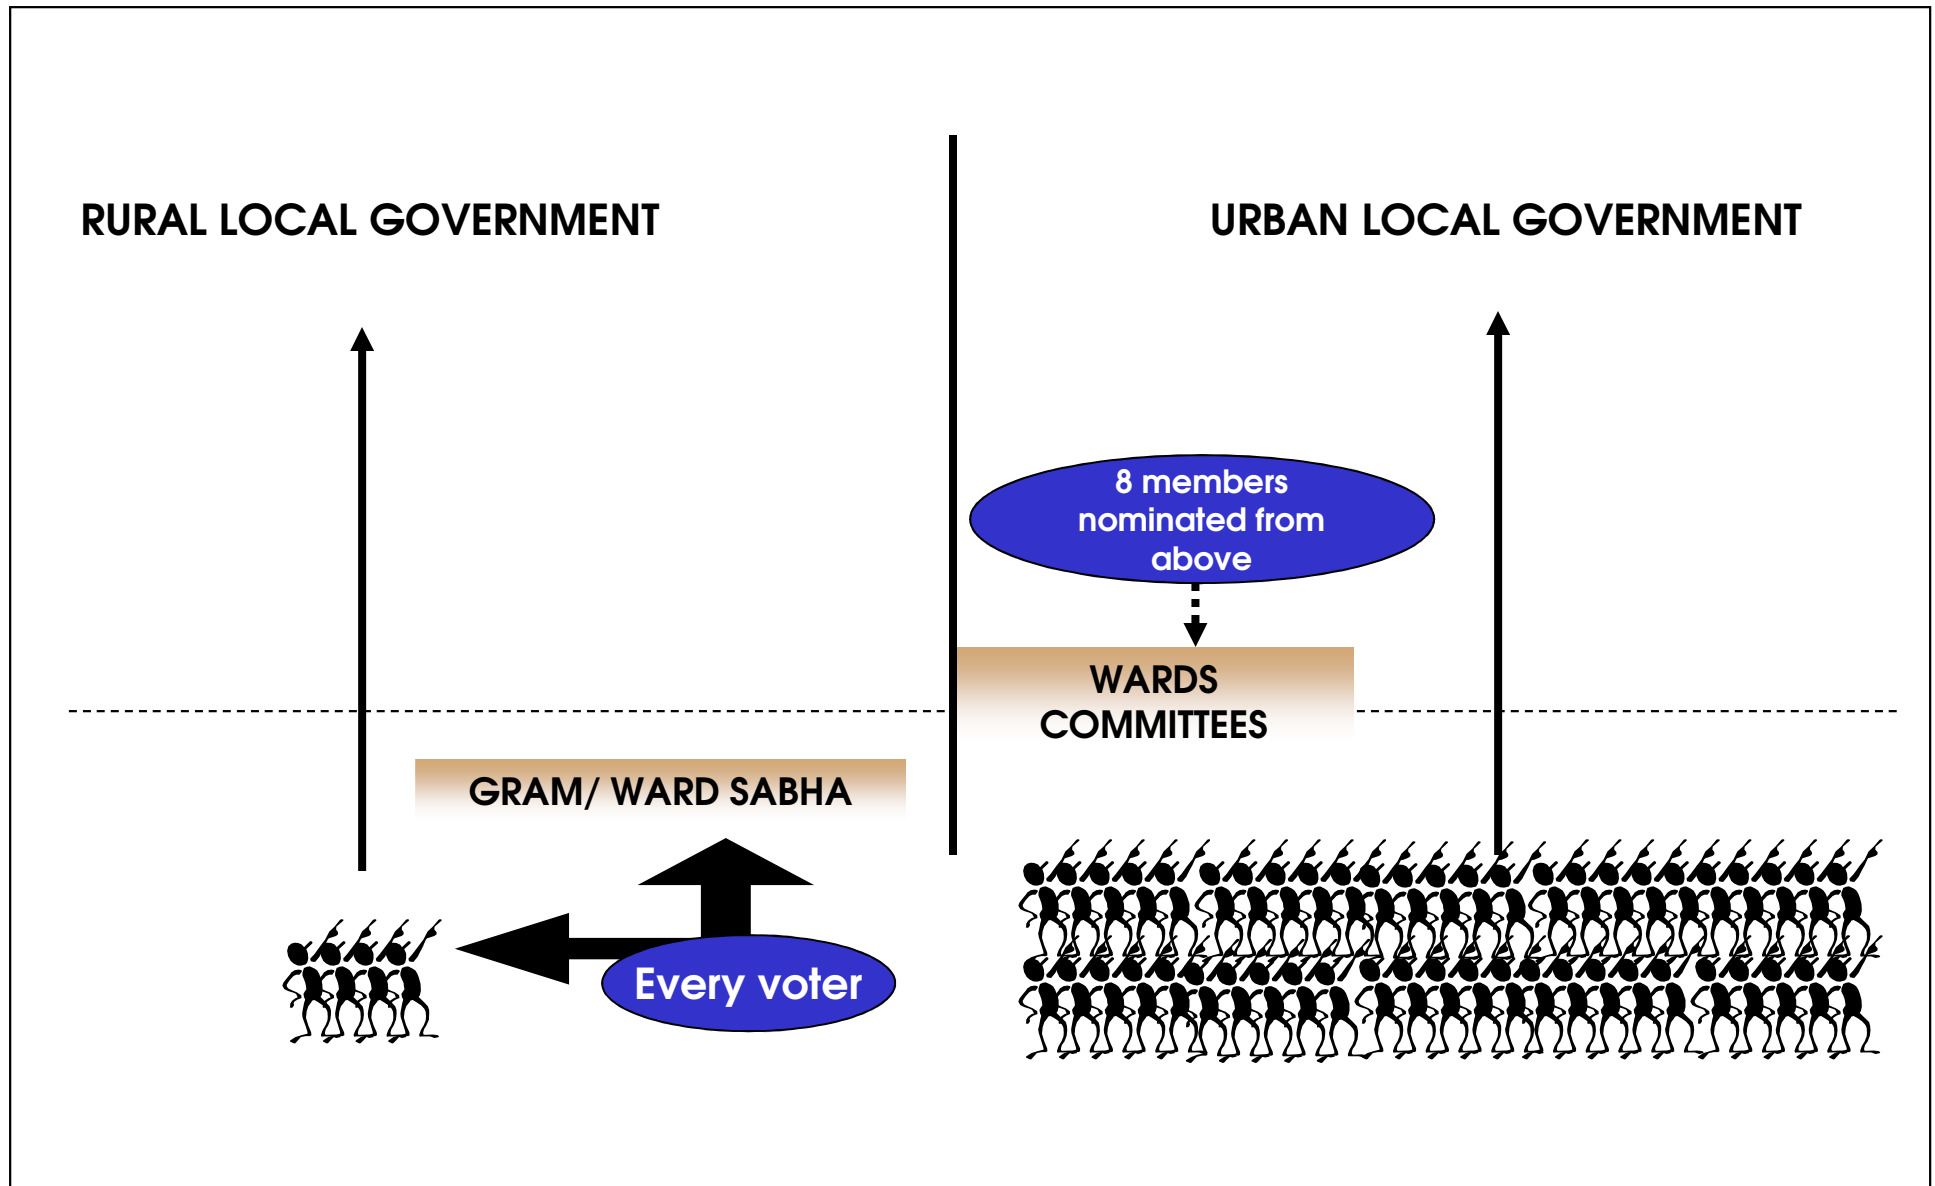 RURAL LOCAL GOVERNMENT
URBAN LOCAL GOVERNMENT
8 members
nominated from
above
WARDS
COMMITTEES
GRAM/ WARD SABHA
Every voter